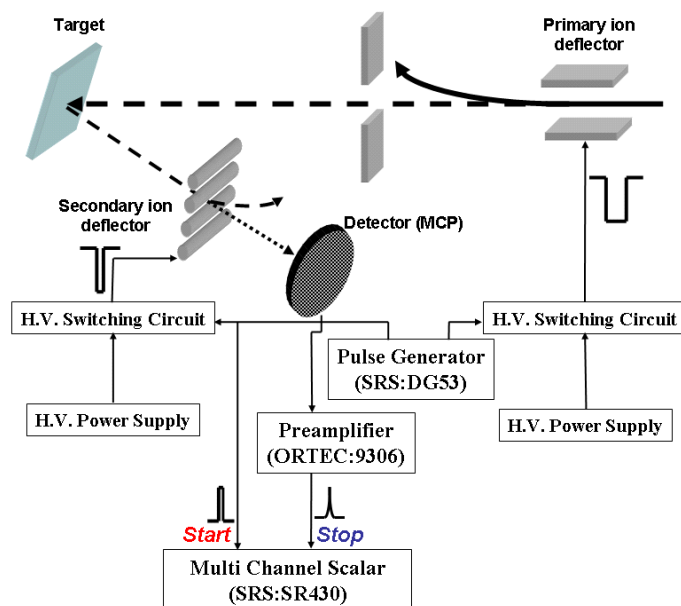 Target
Primary ion
deflector
Secondary ion
deflector
Detector (MCP)
H.V. Switching Circuit
H.V. Switching Circuit
Pulse Generator
(SRS:DG53)
H.V. Power Supply
H.V. Power Supply
Preamplifier
(ORTEC:9306)
Start
Stop
Multi Channel Scalar
(SRS:SR430)